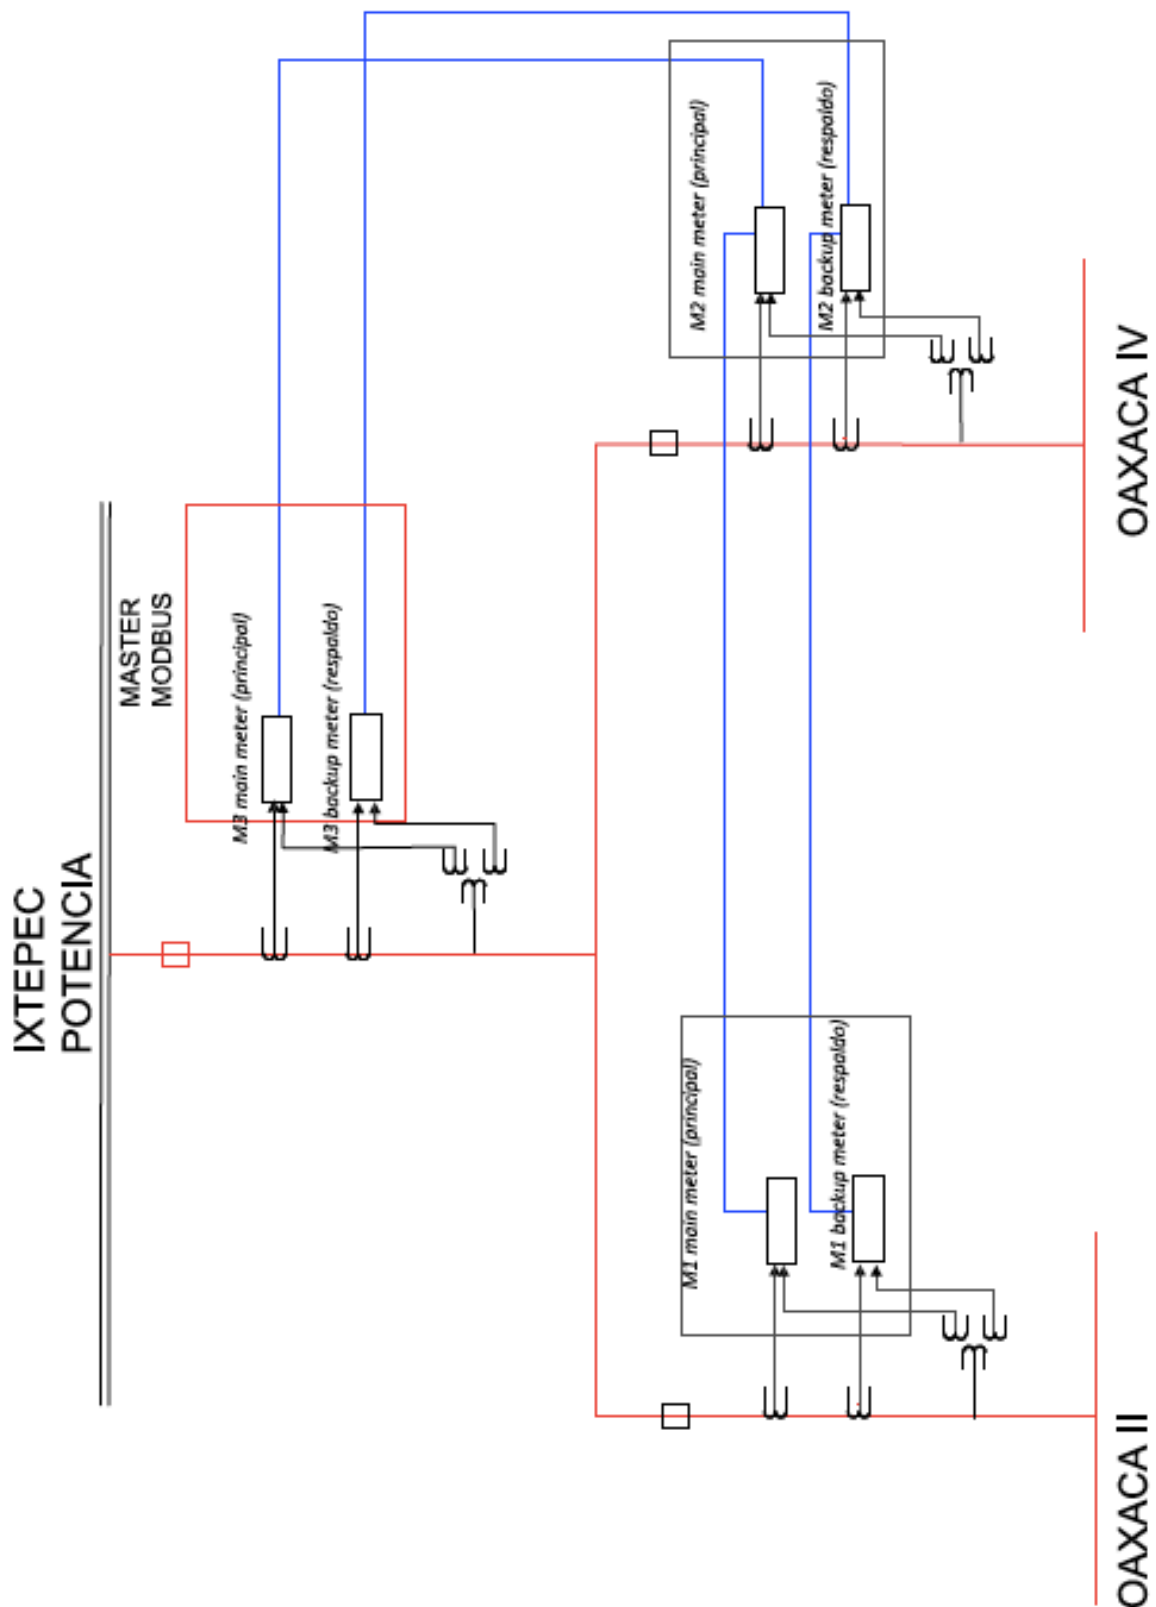 IXTEPEC
POTENCIA
MASTER
MODBUS
M3 main meter (principal)
M3 backup meter (respaldo)
M2 main meter (principal)
M2 backup meter (respaldo)
M1 main meter (principal)
M1 backup meter (respaldo)
OAXACA IV
OAXACA II